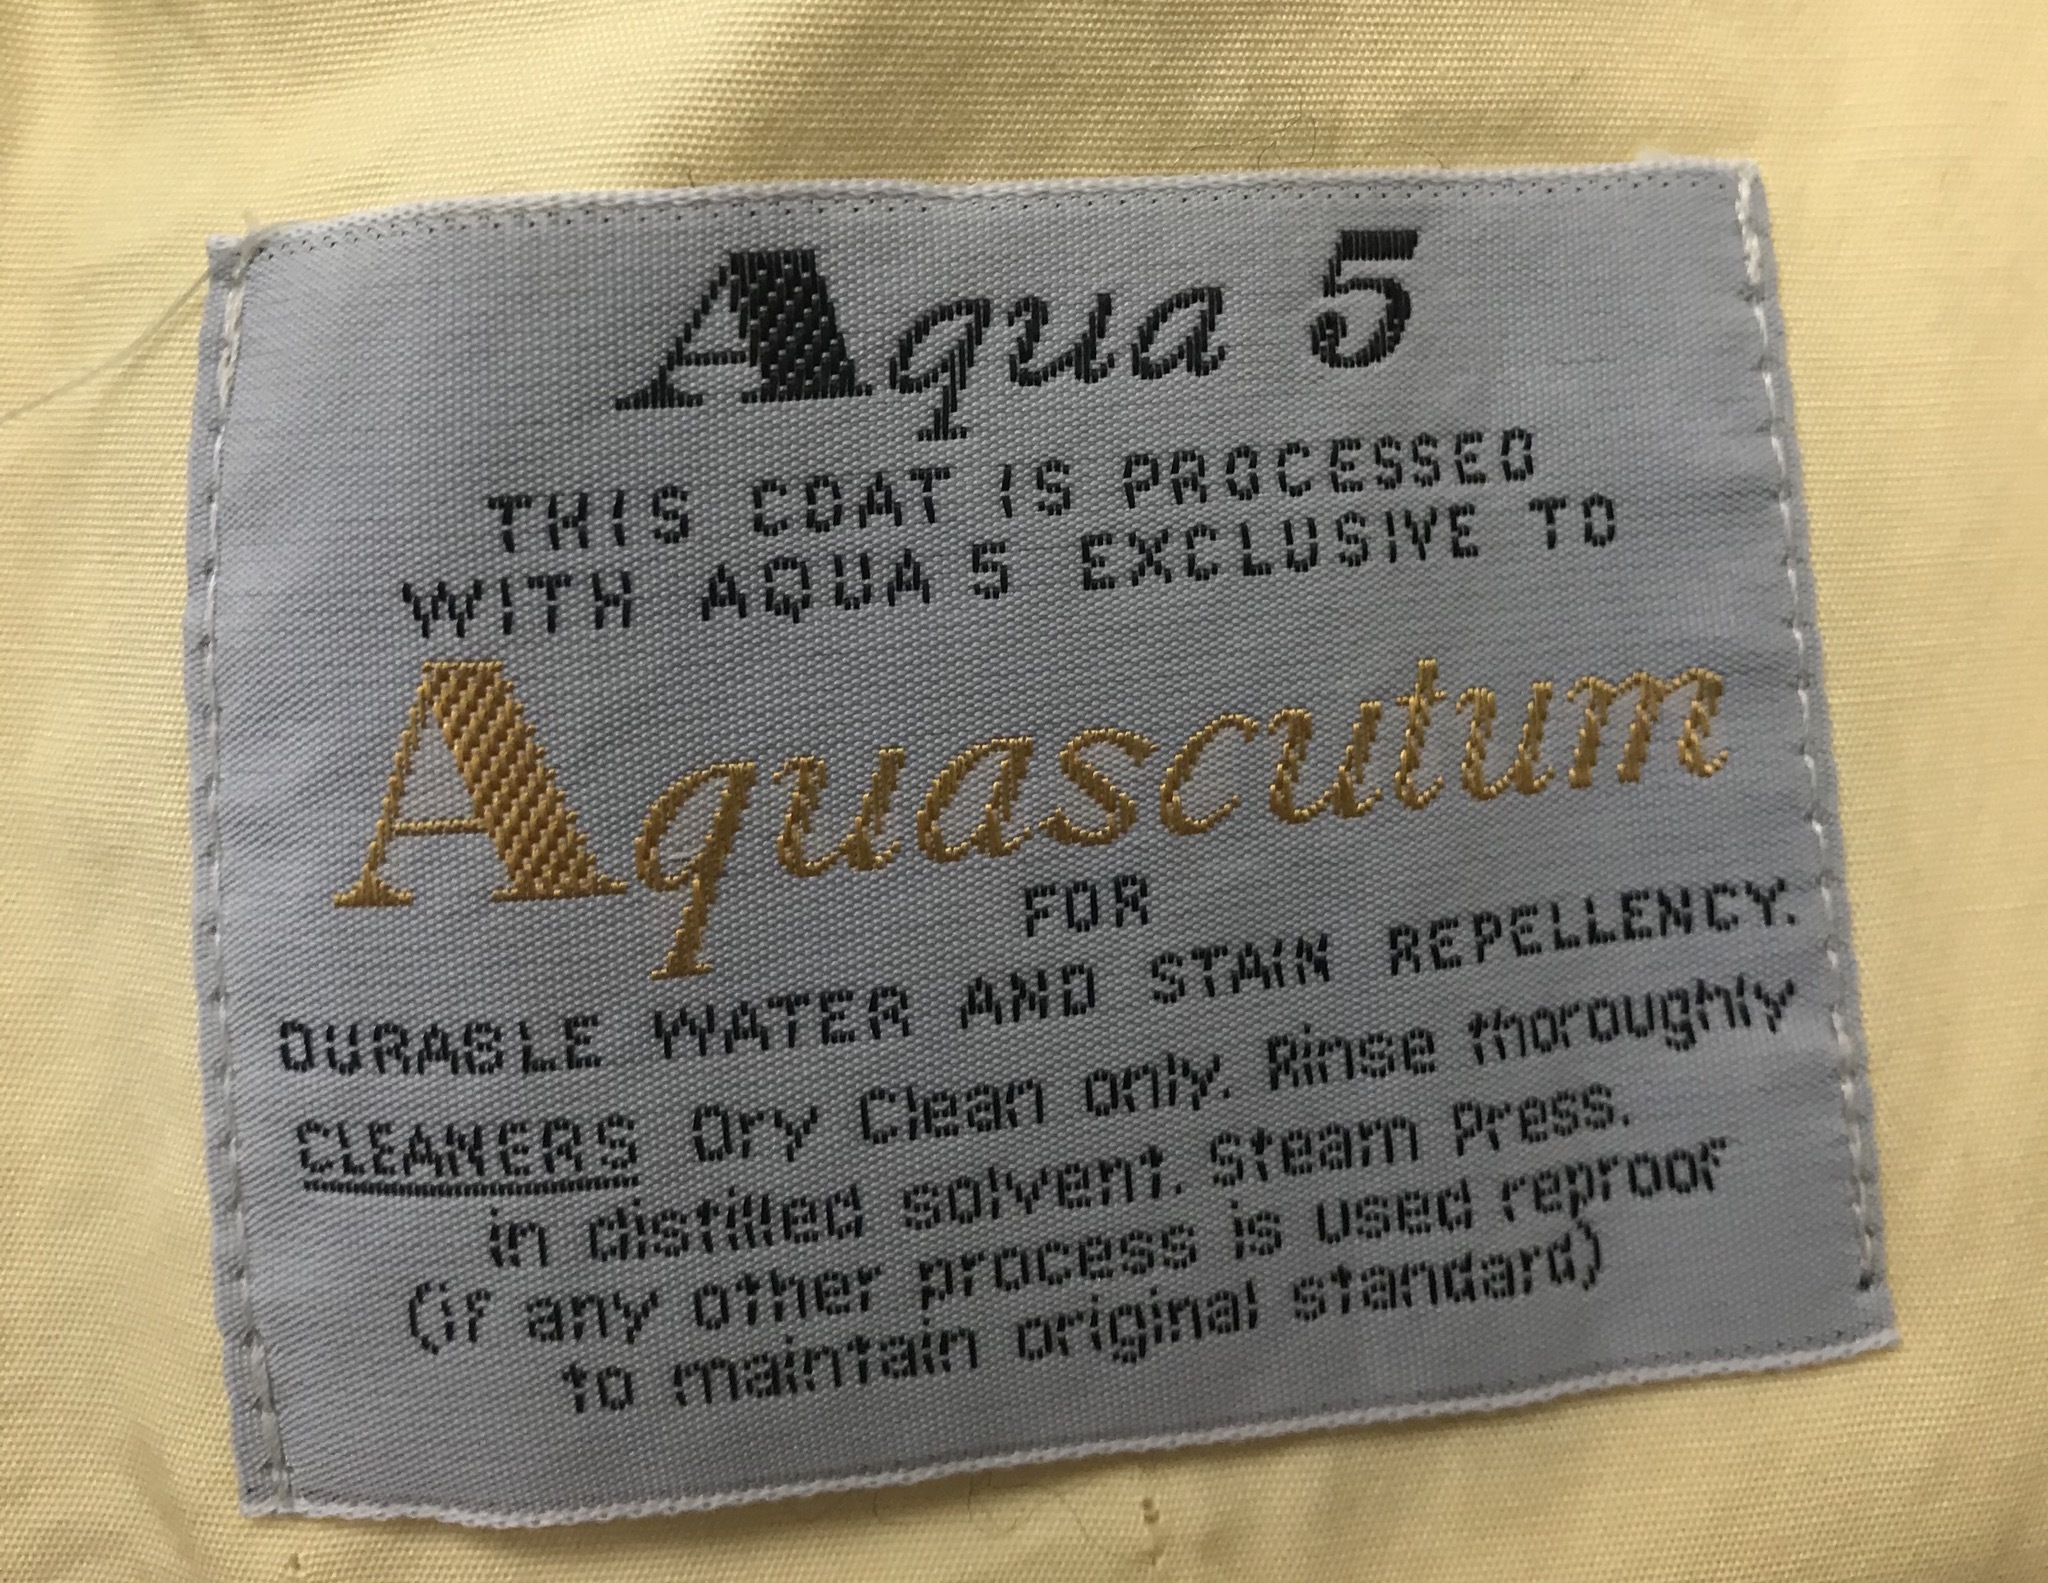 Aqua 5
THIS COAT IS PROCESSED
WITH AQUA 5 EXCLUSIVE TO
Aquascutum
FOR
DURABLE WATER AND STAIN REPELLENCY.
CLEANERS Dry Clean only. Rinse thoroughly
in distilled solvent. Steam Press.
(if any other process is used reproof
to maintain original standard)